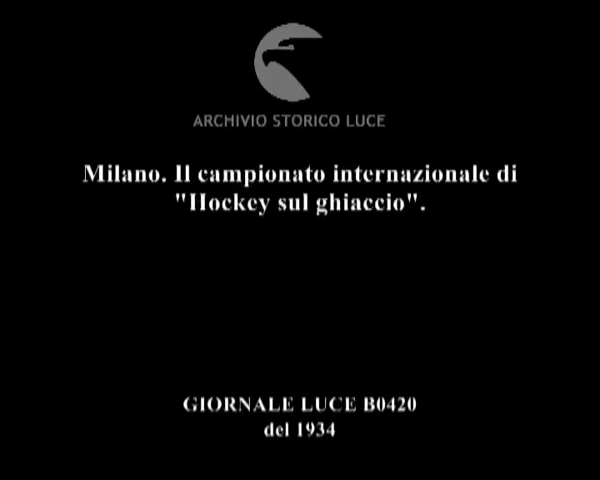 ARCHIVIO STORICO LUCE
Milano. Il campionato internazionale di
"Hockey sul ghiaccio".
GIORNALE LUCE B0420
del 1934